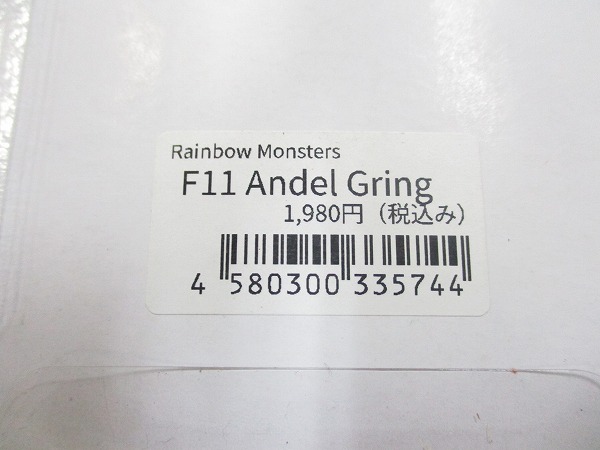 Rainbow Monsters
F11 Andel Gring
1,980円（税込み）
4 580300 335744